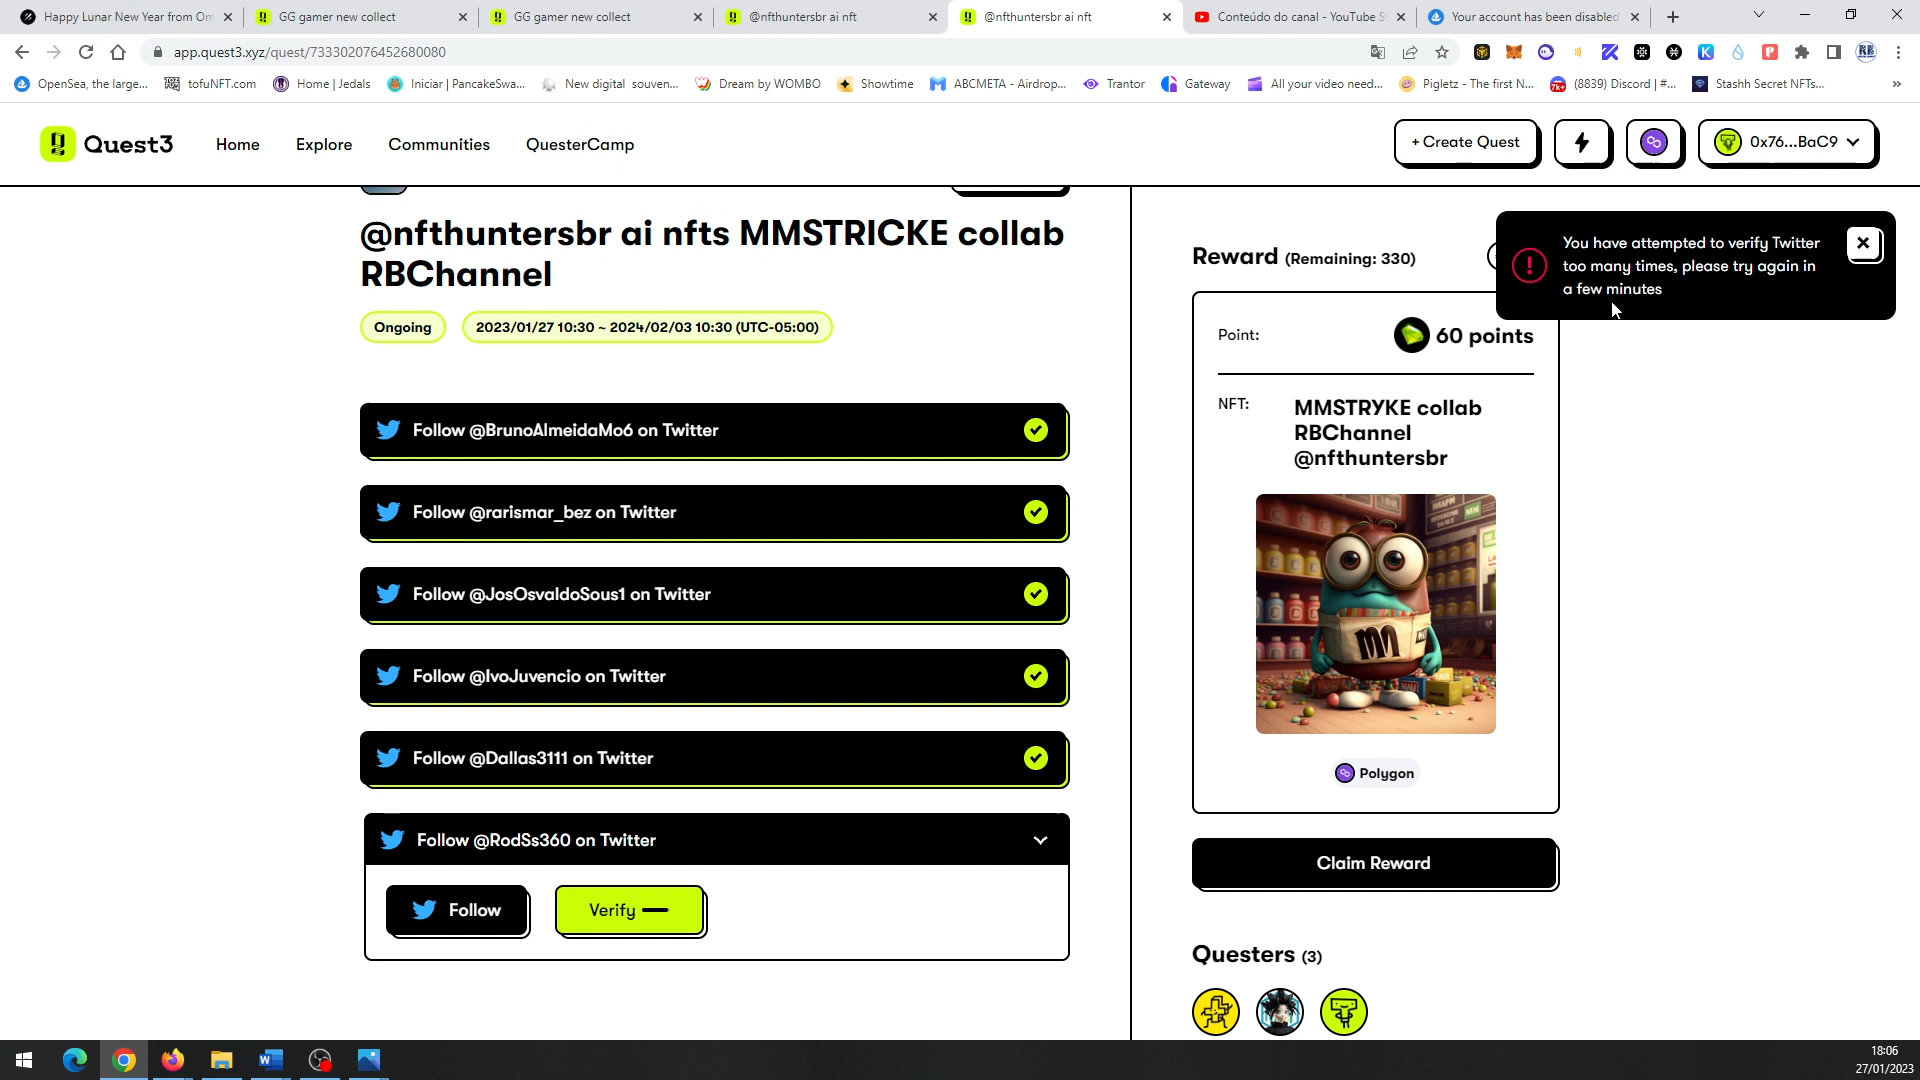 Happy Lunar New Year from Om
GG gamer new collect
GG gamer new collect
@nfthuntersbr ai nft
@nfthuntersbr ai nft
Conteúdo do canal - YouTube S
Your account has been disabled
app.quest3.xyz/quest/733302076452680080
OpenSea, the large...
tofuNFT.com
Home | Jedals
Iniciar | PancakeSwa...
New digital souven...
Dream by WOMBO
Showtime
ABCMETA - Airdrop...
Trantor
Gateway
All your video need...
Pigletz - The first N...
(8839) Discord | #...
Stashh Secret NFTs...
»
Quest3
Home
Explore
Communities
QuesterCamp
+ Create Quest
0x76...BaC9
@nfthuntersbr ai nfts MMSTRICKE collab
RBChannel
Ongoing
2023/01/27 10:30 ~ 2024/02/03 10:30 (UTC-05:00)
Follow @BrunoAlmeidaMo6 on Twitter
Follow @rarismar_bez on Twitter
Follow @JosOsvaldoSous1 on Twitter
Follow @IvoJuvencio on Twitter
Follow @Dallas3111 on Twitter
Follow @RodSs360 on Twitter
Follow
Verify
Reward (Remaining: 330)
You have attempted to verify Twitter
too many times, please try again in
a few minutes
Point:
60 points
NFT:
MMSTRYKE collab
RBChannel
@nfthuntersbr
Polygon
Claim Reward
Questers (3)
18:06
27/01/2023